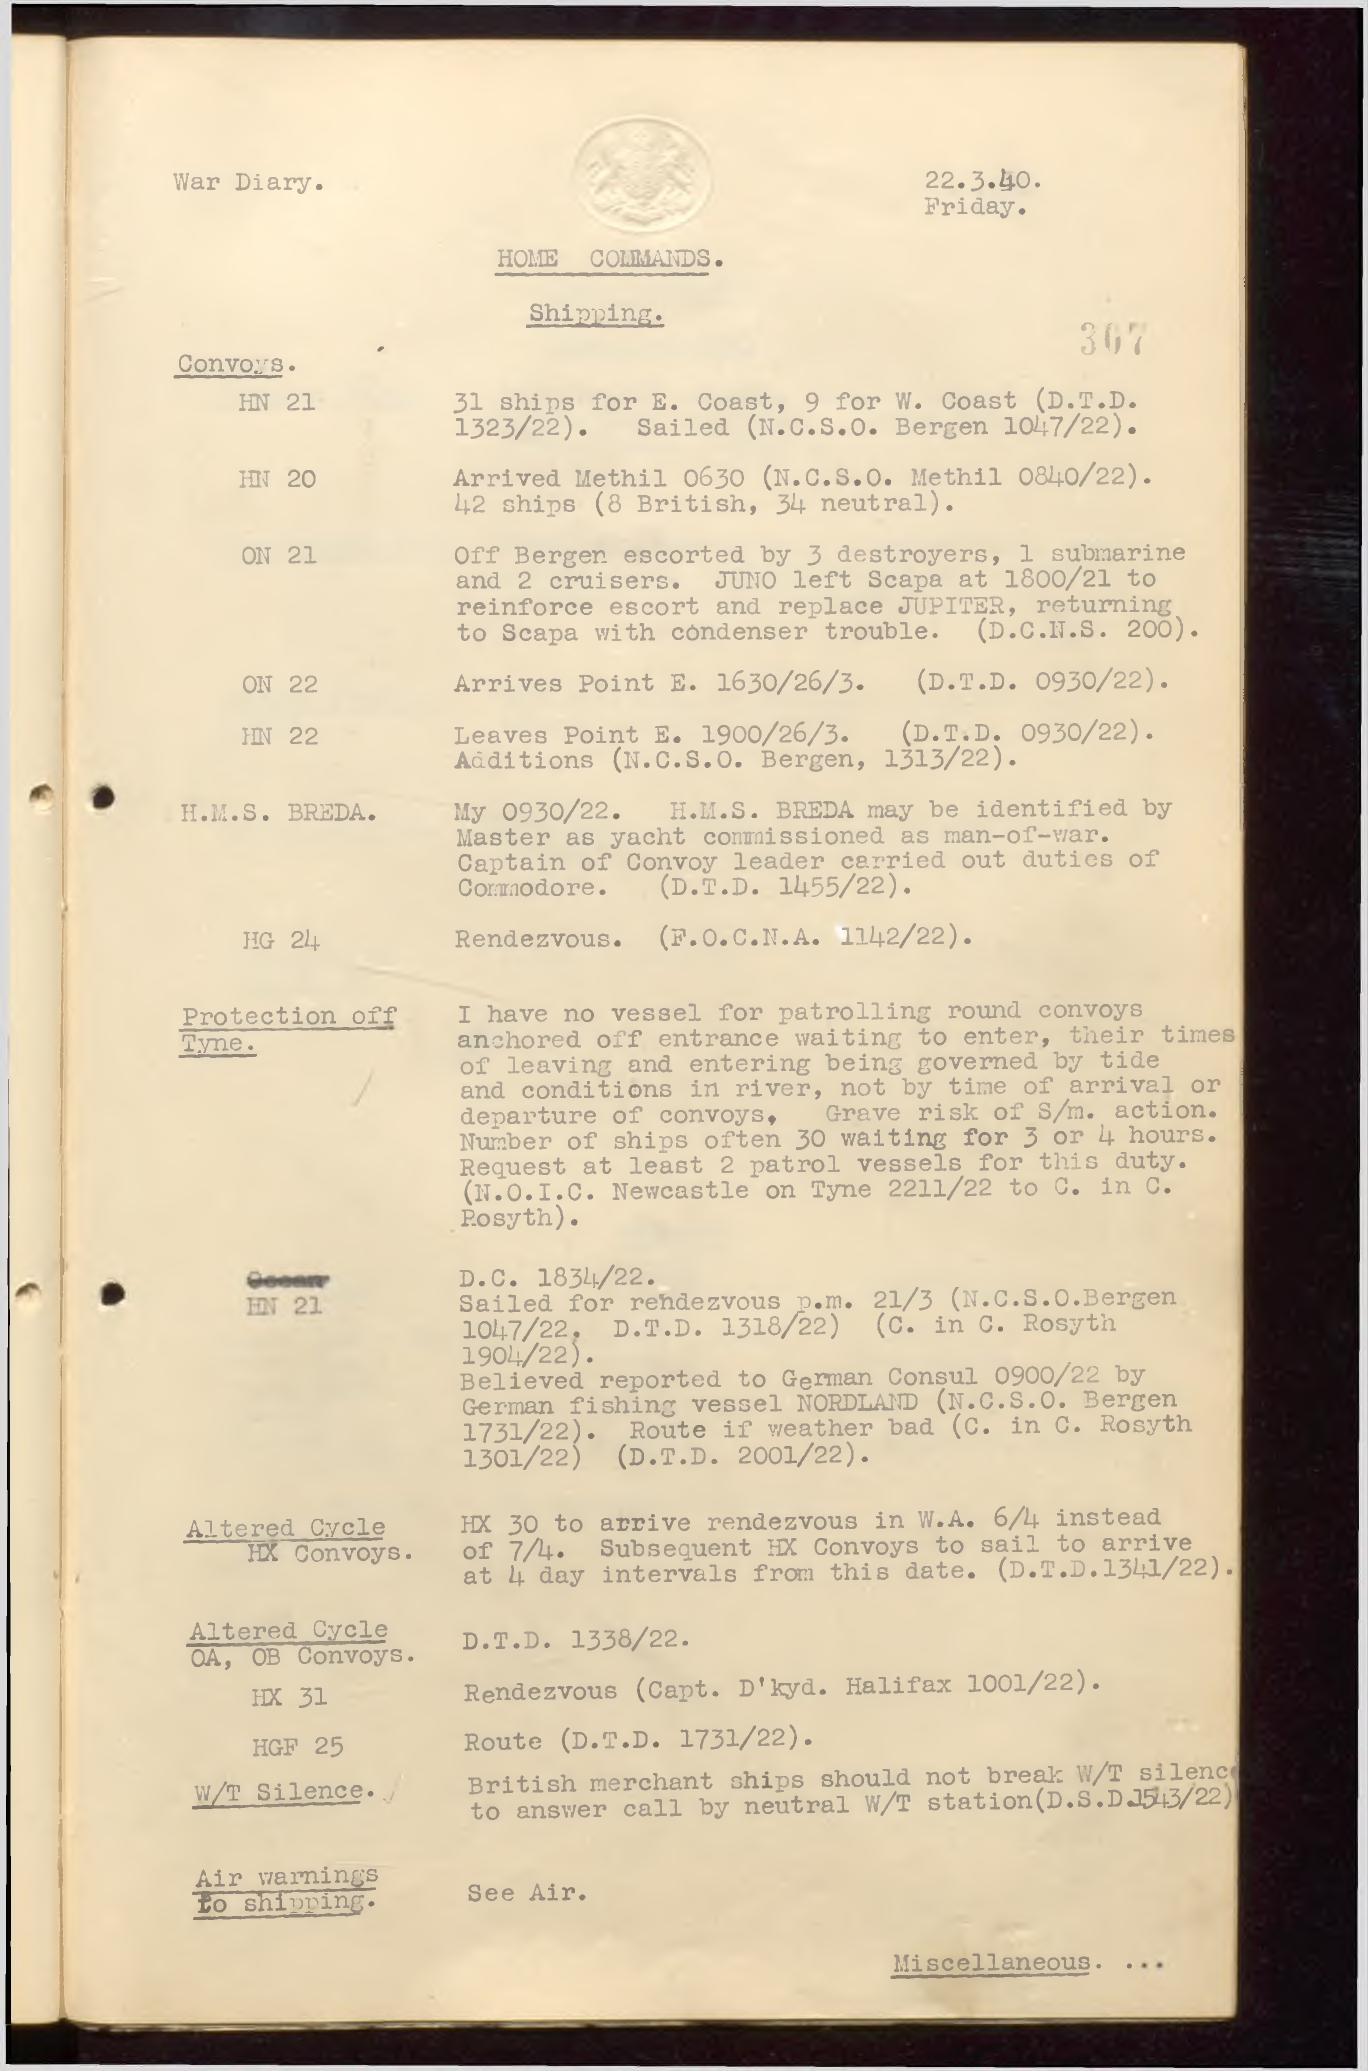 War Diary.
22.3.40.
Friday.
HOME COMMANDS.
Shipping.
307
Convoys.
HN 21 31 ships for E. Coast, 9 for W. Coast (D.T.D.
1323/22). Sailed (N.C.S.O. Bergen 1047/22).
HN 20 Arrived Methil 0630 (N.C.S.O. Methil 0840/22).
42 ships (8 British, 34 neutral).
ON 21 Off Bergen escorted by 3 destroyers, 1 submarine
and 2 cruisers. JUNO left Scapa at 1800/21 to
reinforce escort and replace JUPITER, returning
to Scapa with condenser trouble. (D.C.N.S. 200).
ON 22 Arrives Point E. 1630/26/3. (D.T.D. 0930/22).
HN 22 Leaves Point E. 1900/26/3. (D.T.D. 0930/22).
Additions (N.C.S.O. Bergen, 1313/22).
H.M.S. BREDA. My 0930/22. H.M.S. BREDA may be identified by
Master as yacht commissioned as man-of-war.
Captain of Convoy leader carried out duties of
Commodore. (D.T.D. 1455/22).
HG 24 Rendezvous. (F.O.C.N.A. 1142/22).
Protection off I have no vessel for patrolling round convoys
Tyne. anchored off entrance waiting to enter, their times
of leaving and entering being governed by tide
and conditions in river, not by time of arrival or
departure of convoys. Grave risk of S/m. action.
Number of ships often 30 waiting for 3 or 4 hours.
Request at least 2 patrol vessels for this duty.
(N.O.I.C. Newcastle on Tyne 2211/22 to C. in C.
Rosyth).
Ocean D.C. 1834/22.
HN 21 Sailed for rendezvous p.m. 21/3 (N.C.S.O.Bergen
1047/22, D.T.D. 1318/22) (C. in C. Rosyth
1904/22).
Believed reported to German Consul 0900/22 by
German fishing vessel NORDLAND (N.C.S.O. Bergen
1731/22). Route if weather bad (C. in C. Rosyth
1301/22) (D.T.D. 2001/22).
Altered Cycle HX 30 to arrive rendezvous in W.A. 6/4 instead
HX Convoys. of 7/4. Subsequent HX Convoys to sail to arrive
at 4 day intervals from this date. (D.T.D.1341/22).
Altered Cycle D.T.D. 1338/22.
OA, OB Convoys.
HX 31 Rendezvous (Capt. D'kyd. Halifax 1001/22).
HGF 25 Route (D.T.D. 1731/22).
W/T Silence. British merchant ships should not break W/T silence
to answer call by neutral W/T station(D.S.D.1543/22)
Air warnings See Air.
to shipping.
Miscellaneous. ...